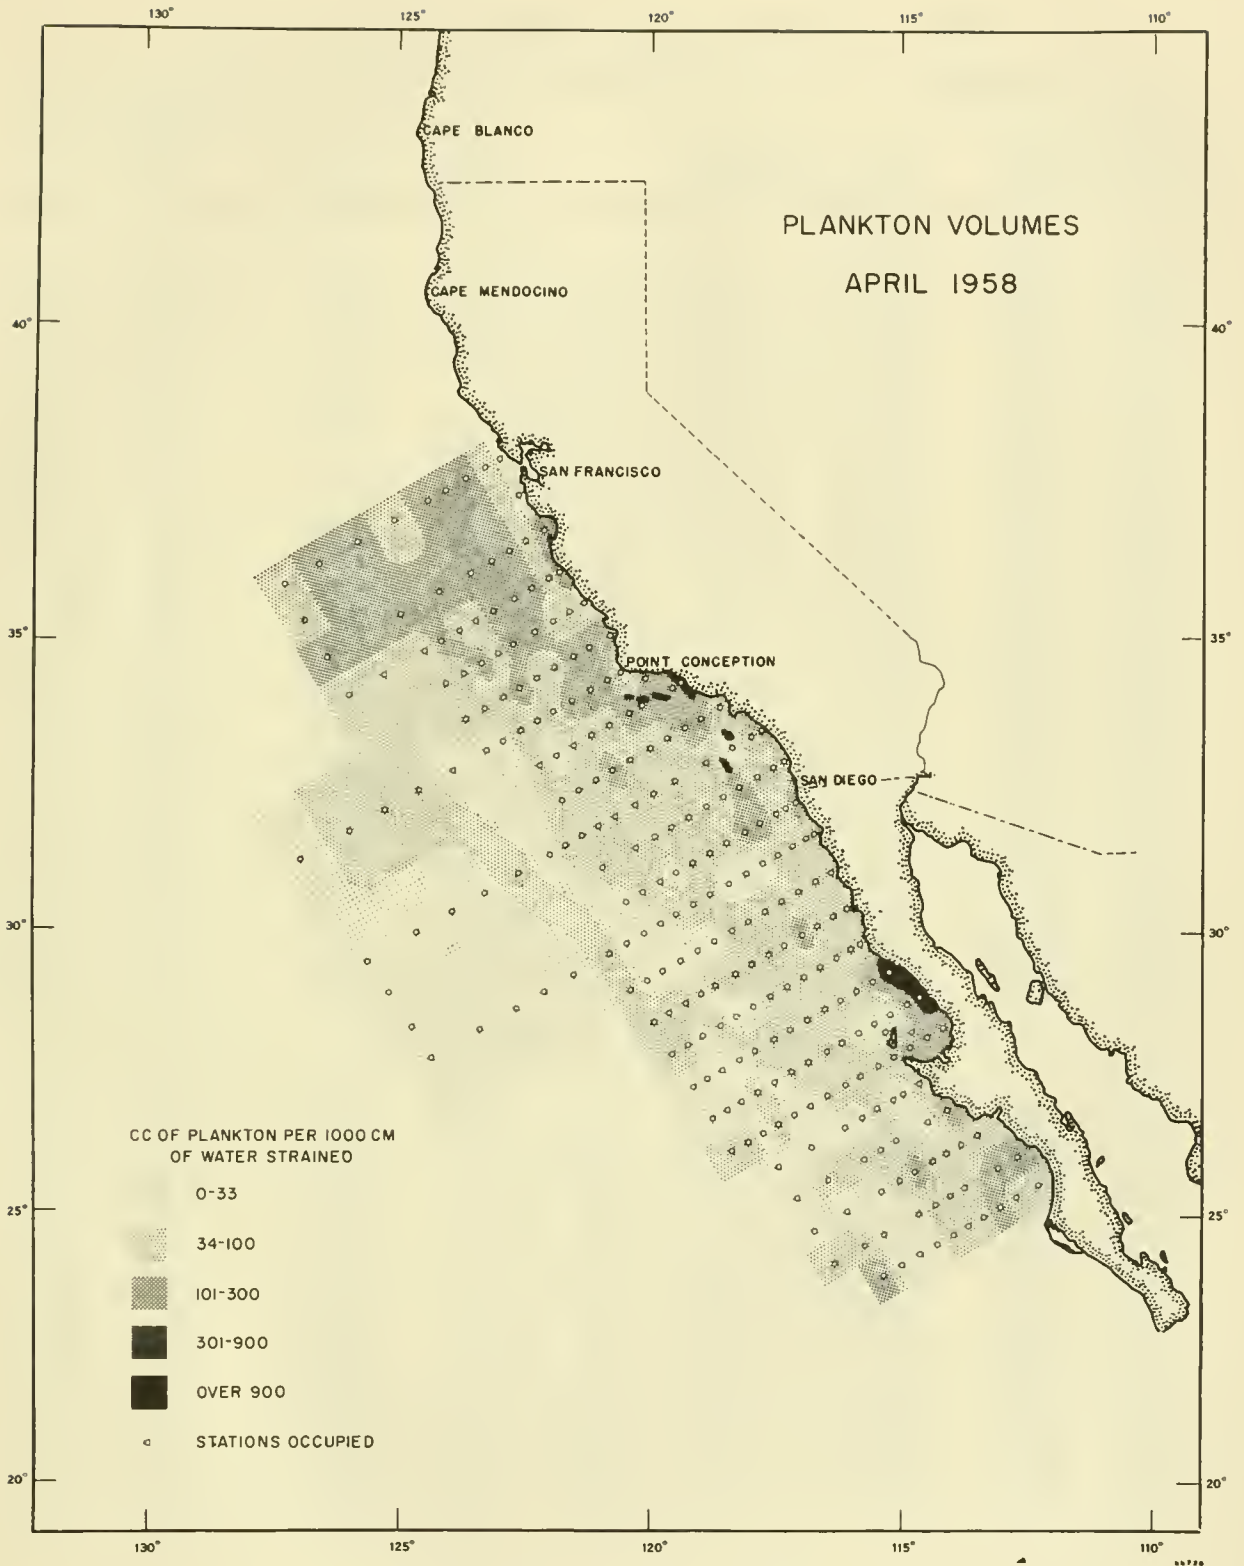 130° 125° 120° 115° 110°
CAPE BLANCO
PLANKTON VOLUMES
APRIL 1958
CAPE MENDOCINO
40° 40°
SAN FRANCISCO
35° 35°
POINT CONCEPTION
SAN DIEGO
30° 30°
CC OF PLANKTON PER 1000 CM
OF WATER STRAINED
0-33
25° 25°
34-100
101-300
301-900
OVER 900
STATIONS OCCUPIED
20° 20°
130° 125° 120° 115° 110°